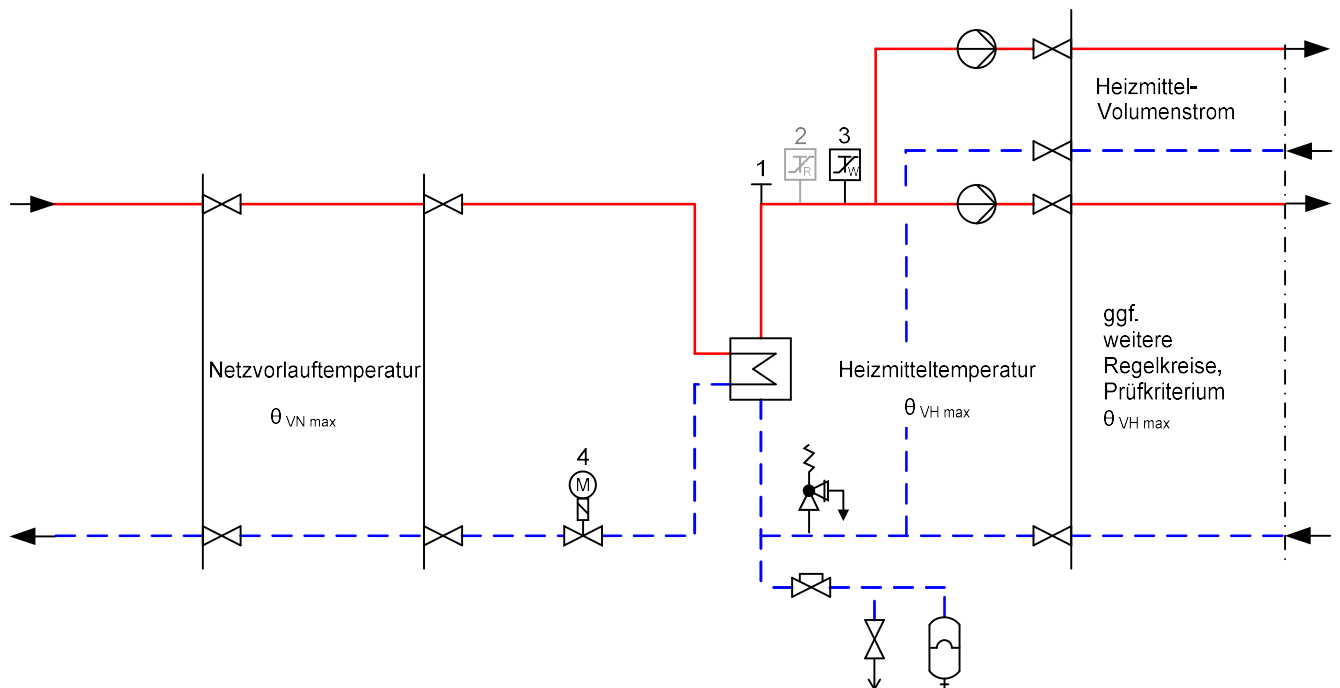 Heizmittel-
Volumenstrom
2
3
R
W
1
Netzvorlauftemperatur
θ VN max
Heizmitteltemperatur
θ VH max
ggf.
weitere
Regelkreise,
Prüfkriterium
θ VH max
4
M